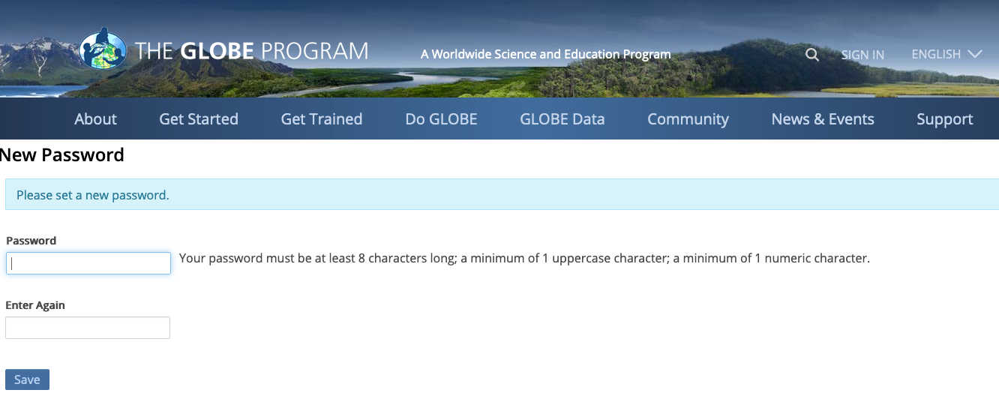 THE GLOBE PROGRAM
A Worldwide Science and Education Program
SIGN IN
ENGLISH
About
Get Started
Get Trained
Do GLOBE
GLOBE Data
Community
News & Events
Support
New Password
Please set a new password.
Password
Your password must be at least 8 characters long; a minimum of 1 uppercase character; a minimum of 1 numeric character.
Enter Again
Save